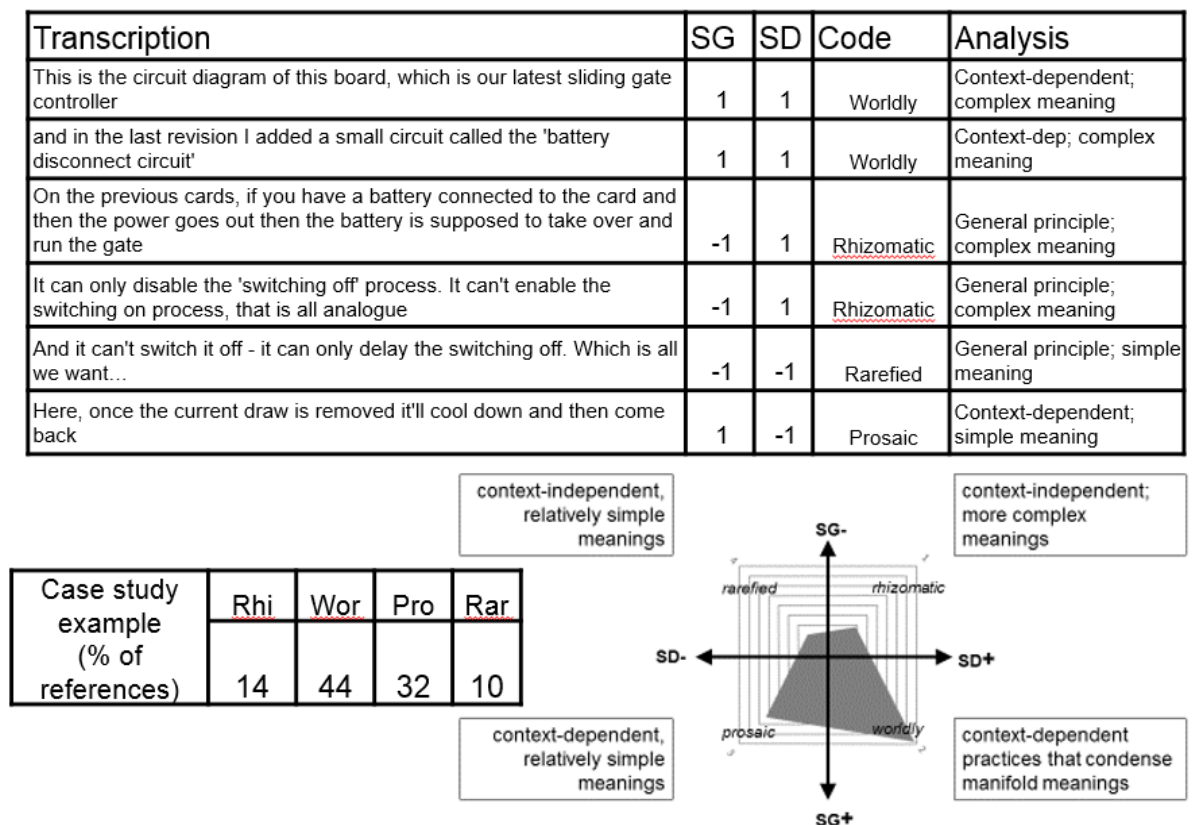 Transcription SG SD Code Analysis
This is the circuit diagram of this board, which is our latest sliding gate
controller
1 1 Worldly
Context-dependent;
complex meaning
and in the last revision I added a small circuit called the 'battery
disconnect circuit'
1 1 Worldly
Context-dep; complex
meaning
On the previous cards, if you have a battery connected to the card and
then the power goes out then the battery is supposed to take over and
run the gate
-1 1 Rhizomatic
General principle;
complex meaning
It can only disable the 'switching off' process. It can't enable the
switching on process, that is all analogue
-1 1 Rhizomatic
General principle;
complex meaning
And it can't switch it off - it can only delay the switching off. Which is all
we want...
-1 -1 Rarefied
General principle; simple
meaning
Here, once the current draw is removed it'll cool down and then come
back
1 -1 Prosaic
Context-dependent;
simple meaning
context-independent,
relatively simple
meanings
context-independent;
more complex
meanings
Case study
example
(% of
references)
Rhi Wor Pro Rar
14 44 32 10
SG-
4 1
rarefied rhizomatic
SD- SD+
prosaic worldly
3 2
SG+
context-dependent,
relatively simple
meanings
context-dependent
practices that condense
manifold meanings